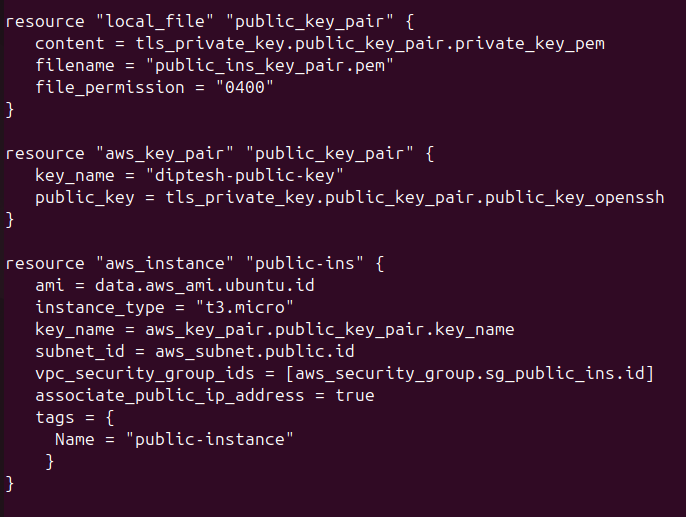 resource "local_file" "public_key_pair" {
   content = tls_private_key.public_key_pair.private_key_pem
   filename = "public_ins_key_pair.pem"
   file_permission = "0400"
}

resource "aws_key_pair" "public_key_pair" {
   key_name = "diptesh-public-key"
   public_key = tls_private_key.public_key_pair.public_key_openssh
}

resource "aws_instance" "public-ins" {
   ami = data.aws_ami.ubuntu.id
   instance_type = "t3.micro"
   key_name = aws_key_pair.public_key_pair.key_name
   subnet_id = aws_subnet.public.id
   vpc_security_group_ids = [aws_security_group.sg_public_ins.id]
   associate_public_ip_address = true
   tags = {
     Name = "public-instance"
    }
}